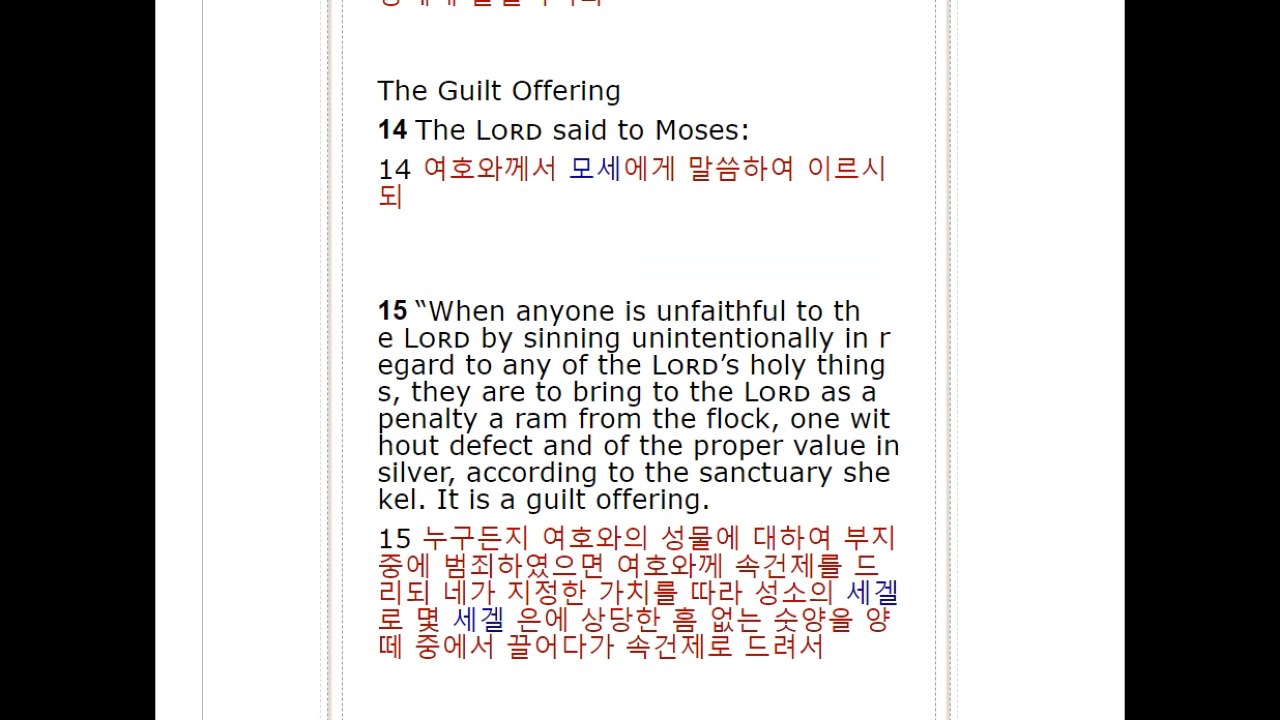 The Guilt Offering
14 The LORD said to Moses:
14 여호와께서 모세에게 말씀하여 이르시
되
15 “When anyone is unfaithful to th
e LORD by sinning unintentionally in r
egard to any of the LORD’s holy thing
s, they are to bring to the LORD as a
penalty a ram from the flock, one wit
hout defect and of the proper value in
silver, according to the sanctuary she
kel. It is a guilt offering.
15 누구든지 여호와의 성물에 대하여 부지
중에 범죄하였으면 여호와께 속건제를 드
리되 네가 지정한 가치를 따라 성소의 세겔
로 몇 세겔 은에 상당한 흠 없는 숫양을 양
떼 중에서 끌어다가 속건제로 드려서